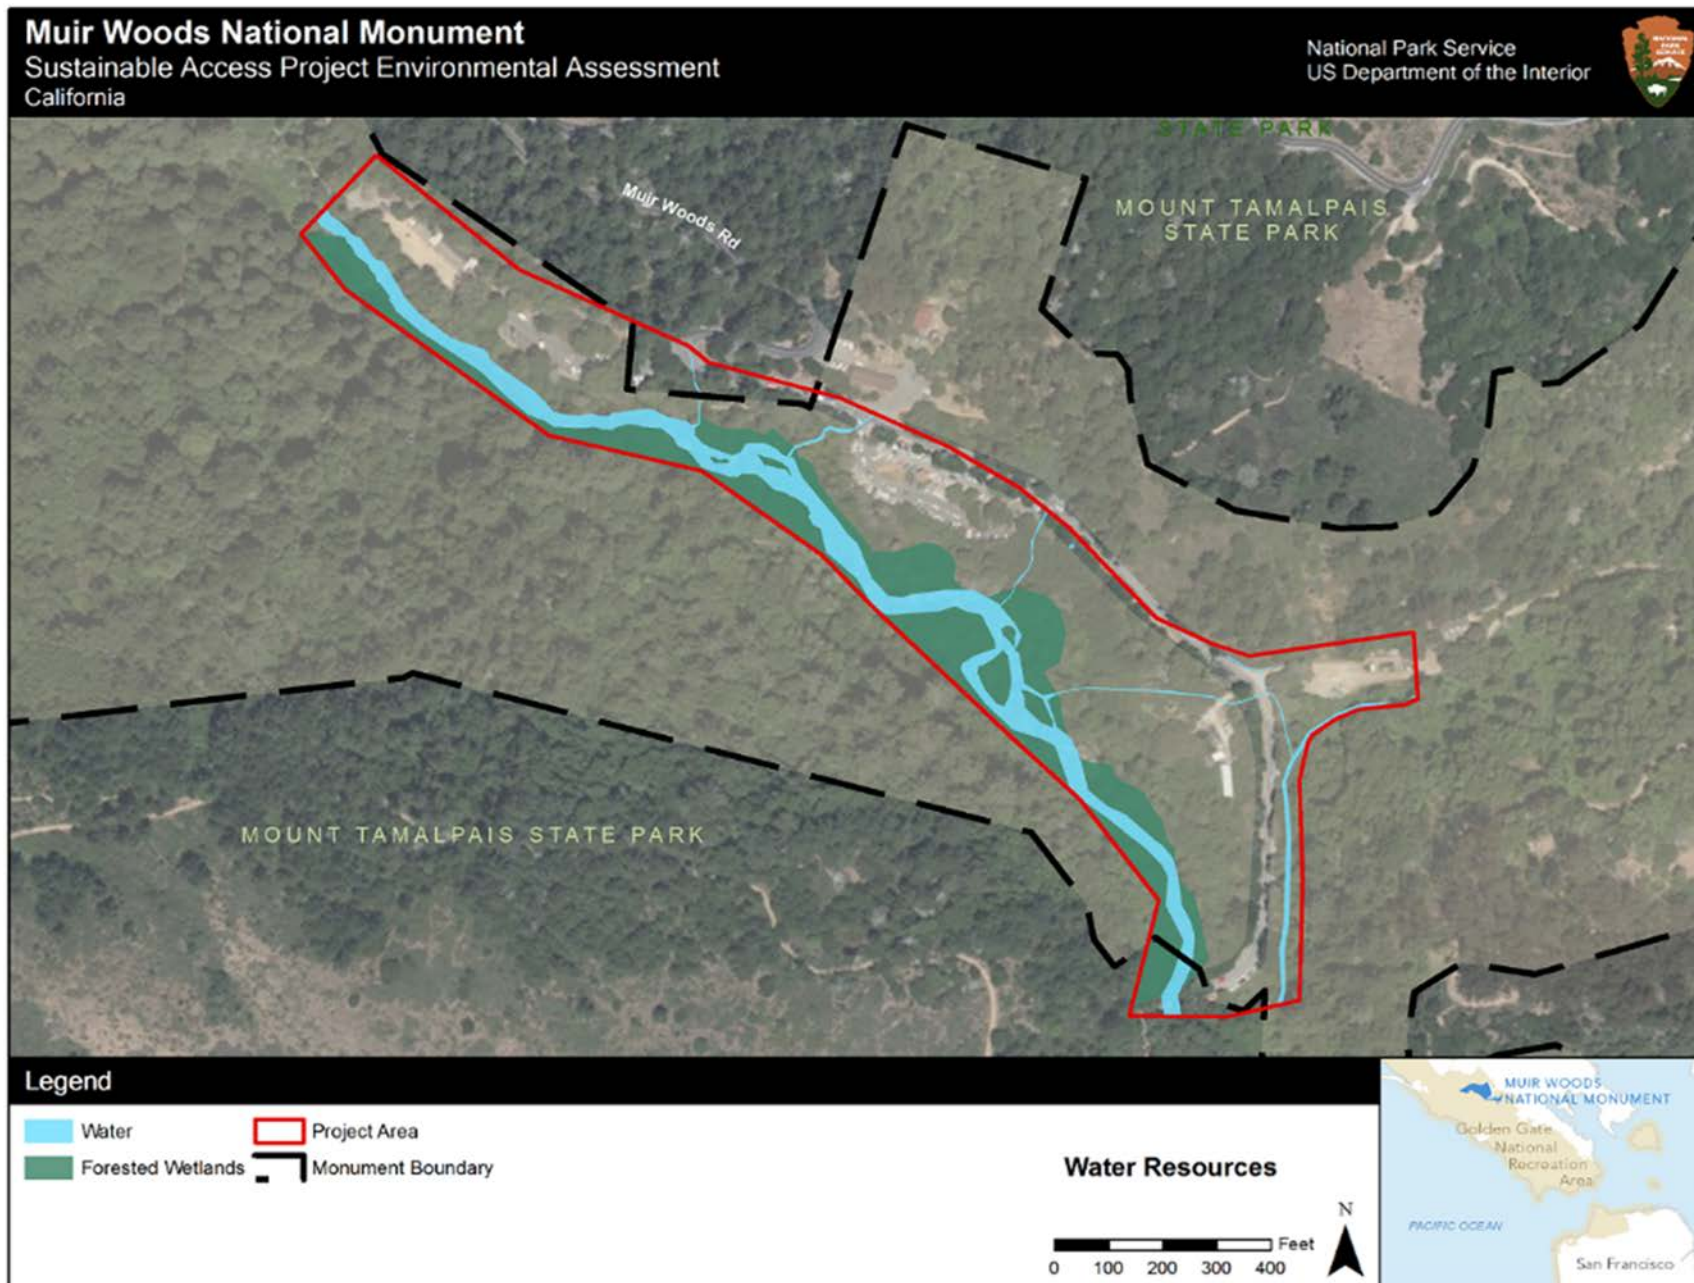 Muir Woods National Monument
Sustainable Access Project Environmental Assessment
California
National Park Service
US Department of the Interior
NATIONAL
PARK
SERVICE
STATE PARK
Muir Woods Rd
MOUNT TAMALPAIS
STATE PARK
MOUNT TAMALPAIS STATE PARK
Legend
Water
Project Area
Forested Wetlands
Monument Boundary
Water Resources
N
Feet
0 100 200 300 400
MUIR WOODS
NATIONAL MONUMENT
Golden Gate
National
Recreation
Area
PACIFIC OCEAN
San Francisco